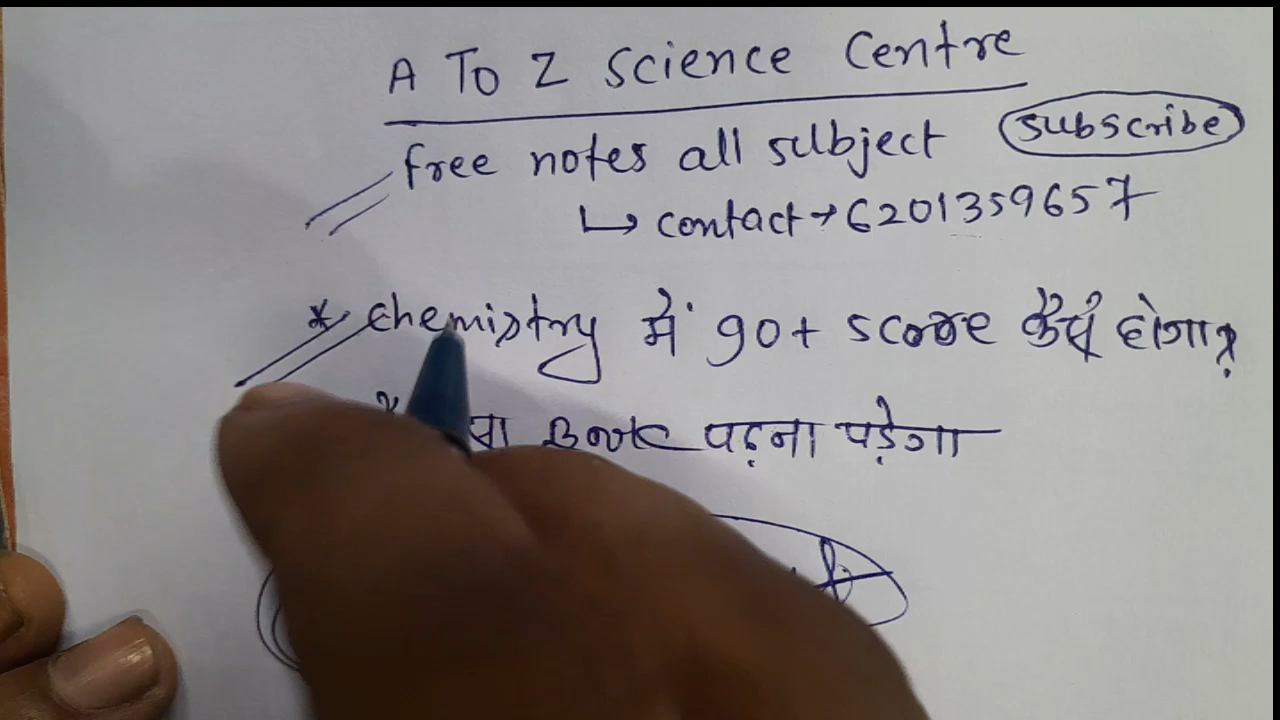 A To Z Science Centre
free notes all subject subscribe
↳ contact → 6201359657
* Chemistry में 90+ score कैसे होगा ?
Book पढ़ना पड़ेगा